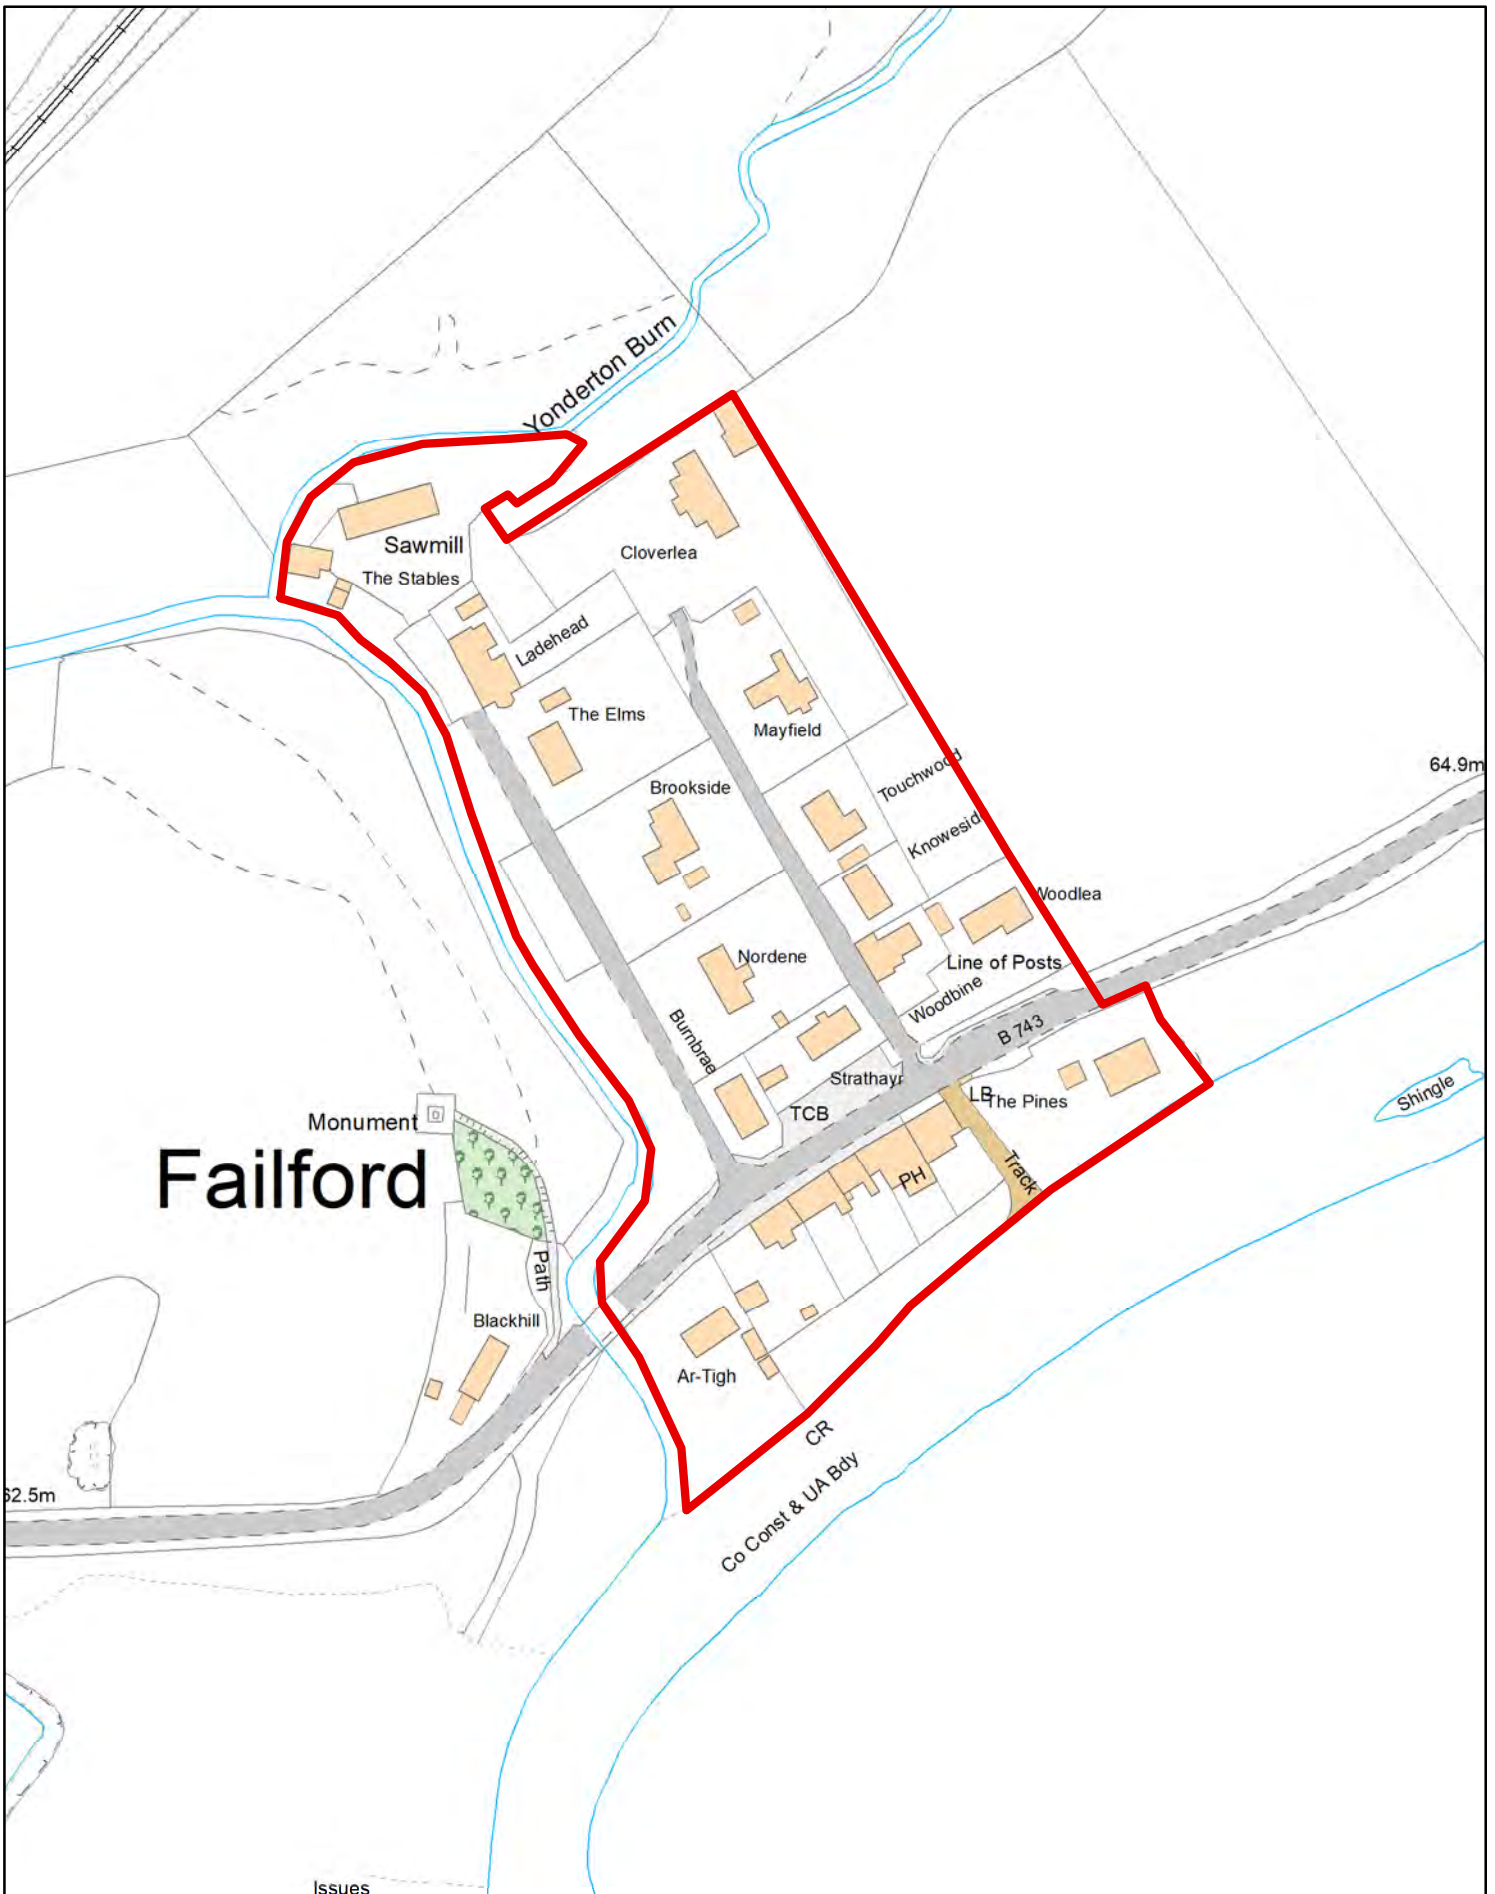 Yonderton Burn
Sawmill
Cloverlea
The Stables
Ladehead
The Elms
Mayfield
Touchwood
64.9m
Brookside
Knowesid
Woodlea
Nordene
Line of Posts
Woodbine
Burnbrae
B 743
Strathayr
LB
The Pines
Shingle
TCB
Monument
Failford
PH
Track
Path
Blackhill
Ar-Tigh
CR
Co Const & UA Bdy
62.5m
Issues